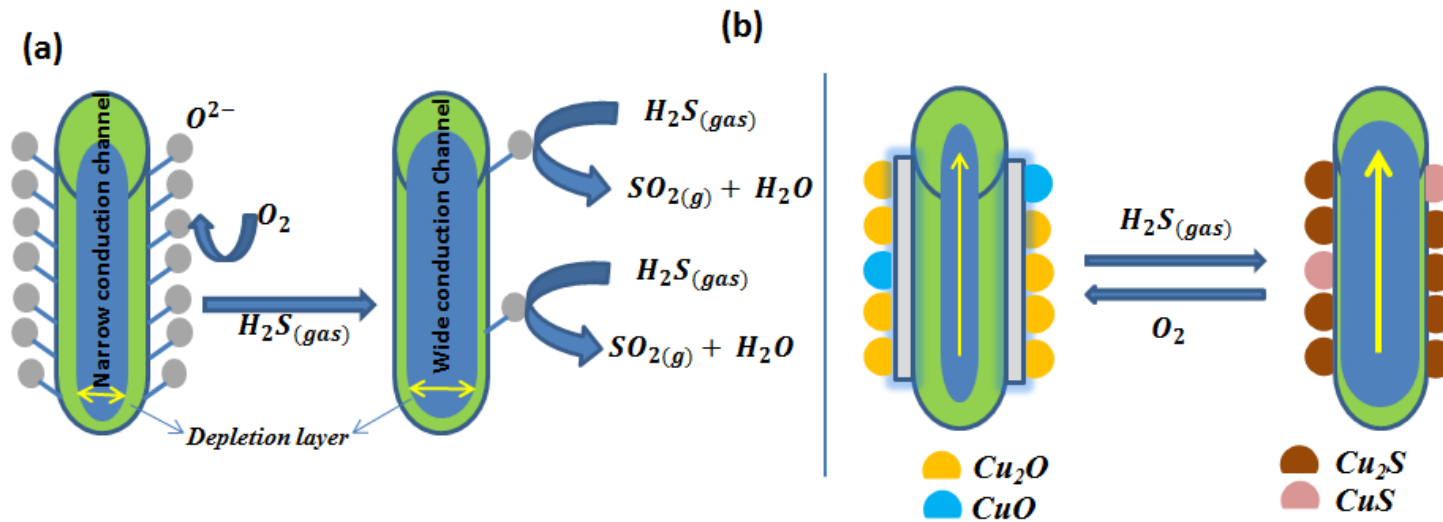 (a)
O²⁻
Narrow conduction channel
O₂
H₂S₍gas₎
Wide conduction Channel
H₂S₍gas₎
SO₂₍g₎ + H₂O
H₂S₍gas₎
SO₂₍g₎ + H₂O
Depletion layer
(b)
H₂S₍gas₎
O₂
Cu₂O
CuO
Cu₂S
CuS